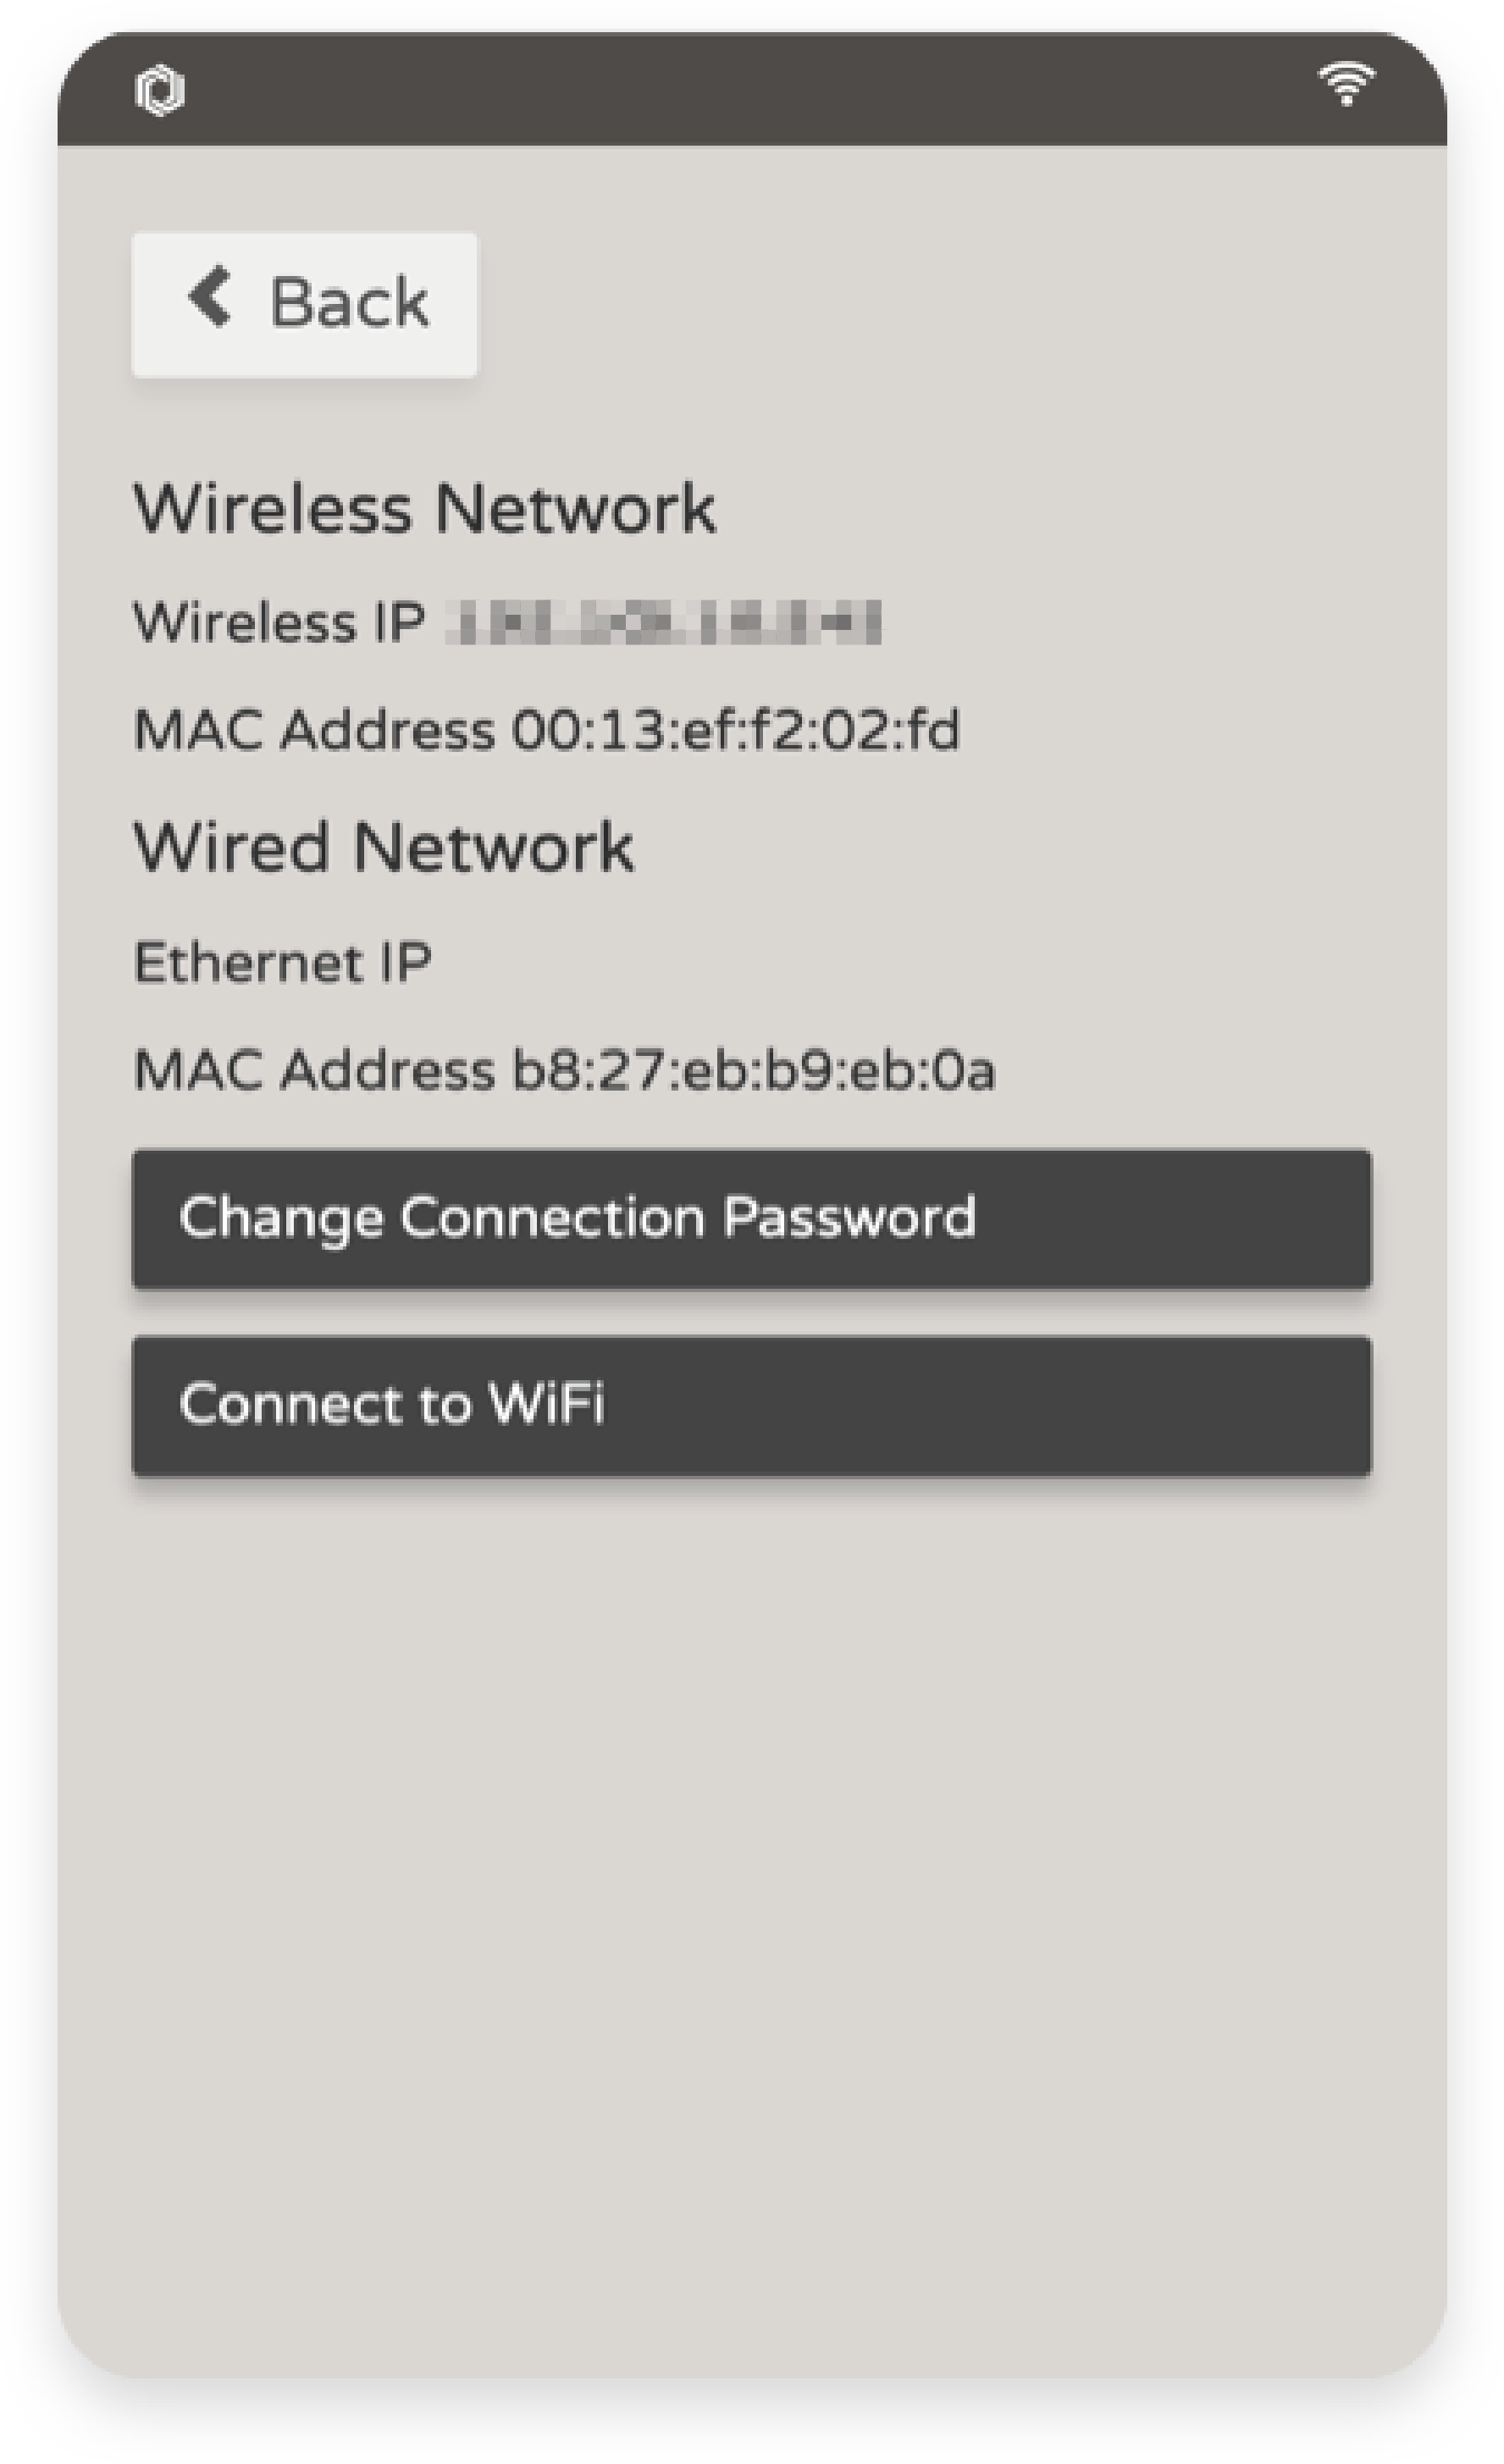 Back
Wireless Network
Wireless IP
MAC Address 00:13:ef:f2:02:fd
Wired Network
Ethernet IP
MAC Address b8:27:eb:b9:eb:0a
Change Connection Password
Connect to WiFi